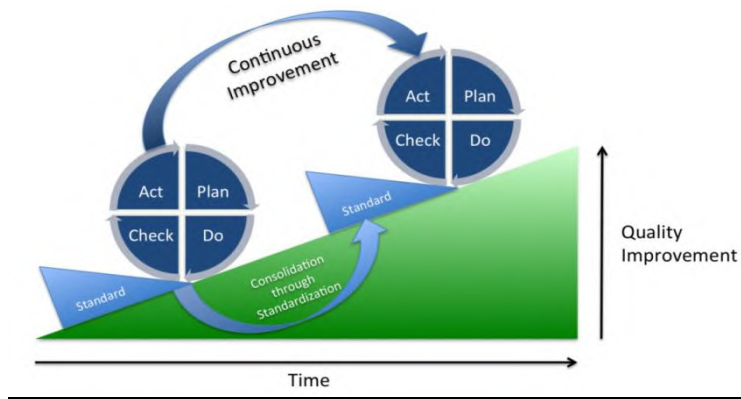 Continuous
Improvement
Act
Plan
Check
Do
Act
Plan
Check
Do
Standard
Standard
Consolidation
through
Standardization
Quality
Improvement
Time